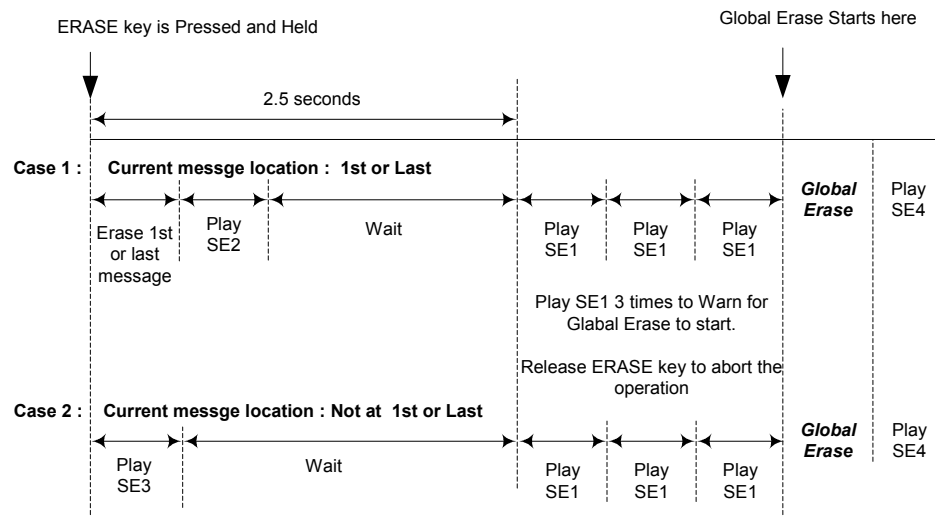 Global Erase Starts here
ERASE key is Pressed and Held
2.5 seconds
Case 1 : Current messge location : 1st or Last
Erase 1st
or last
message
Play
SE2
Wait
Play
SE1
Play
SE1
Play
SE1
Global
Erase
Play
SE4
Play SE1 3 times to Warn for
Glabal Erase to start.
Release ERASE key to abort the
operation
Case 2 : Current messge location : Not at 1st or Last
Play
SE3
Wait
Play
SE1
Play
SE1
Play
SE1
Global
Erase
Play
SE4